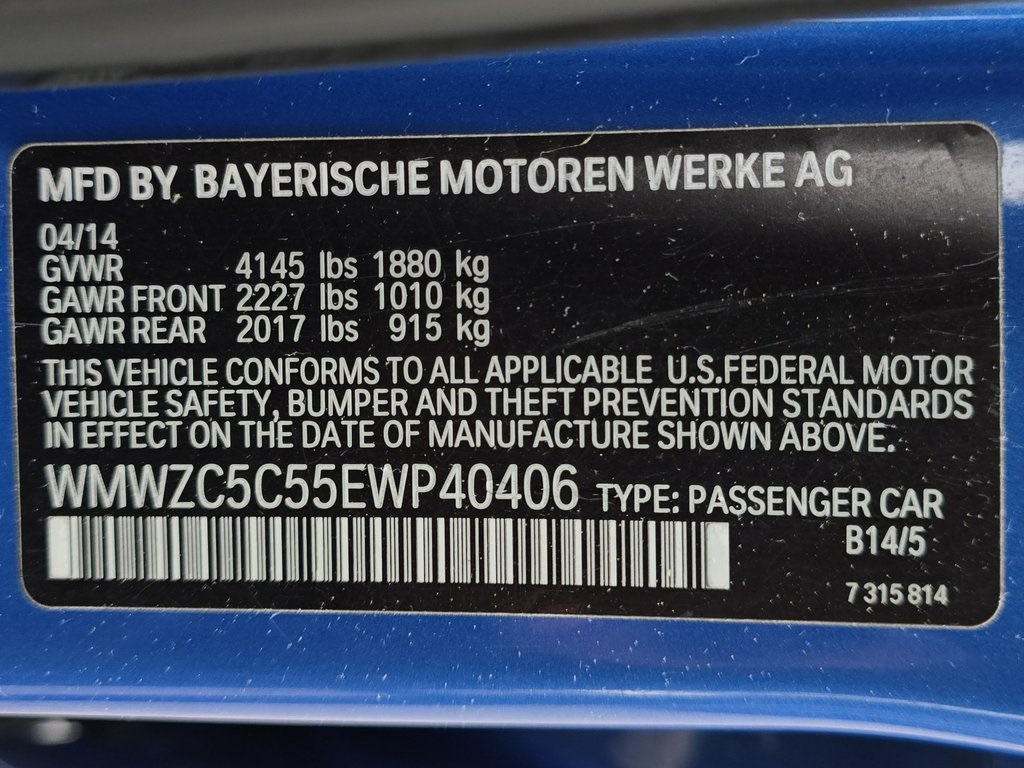 MFD BY BAYERISCHE MOTOREN WERKE AG
04/14
GVWR 4145 lbs 1880 kg
GAWR FRONT 2227 lbs 1010 kg
GAWR REAR 2017 lbs 915 kg
THIS VEHICLE CONFORMS TO ALL APPLICABLE U.S.FEDERAL MOTOR
VEHICLE SAFETY, BUMPER AND THEFT PREVENTION STANDARDS
IN EFFECT ON THE DATE OF MANUFACTURE SHOWN ABOVE.
WMWZC5C55EWP40406 TYPE: PASSENGER CAR
B14/5
7 315 814